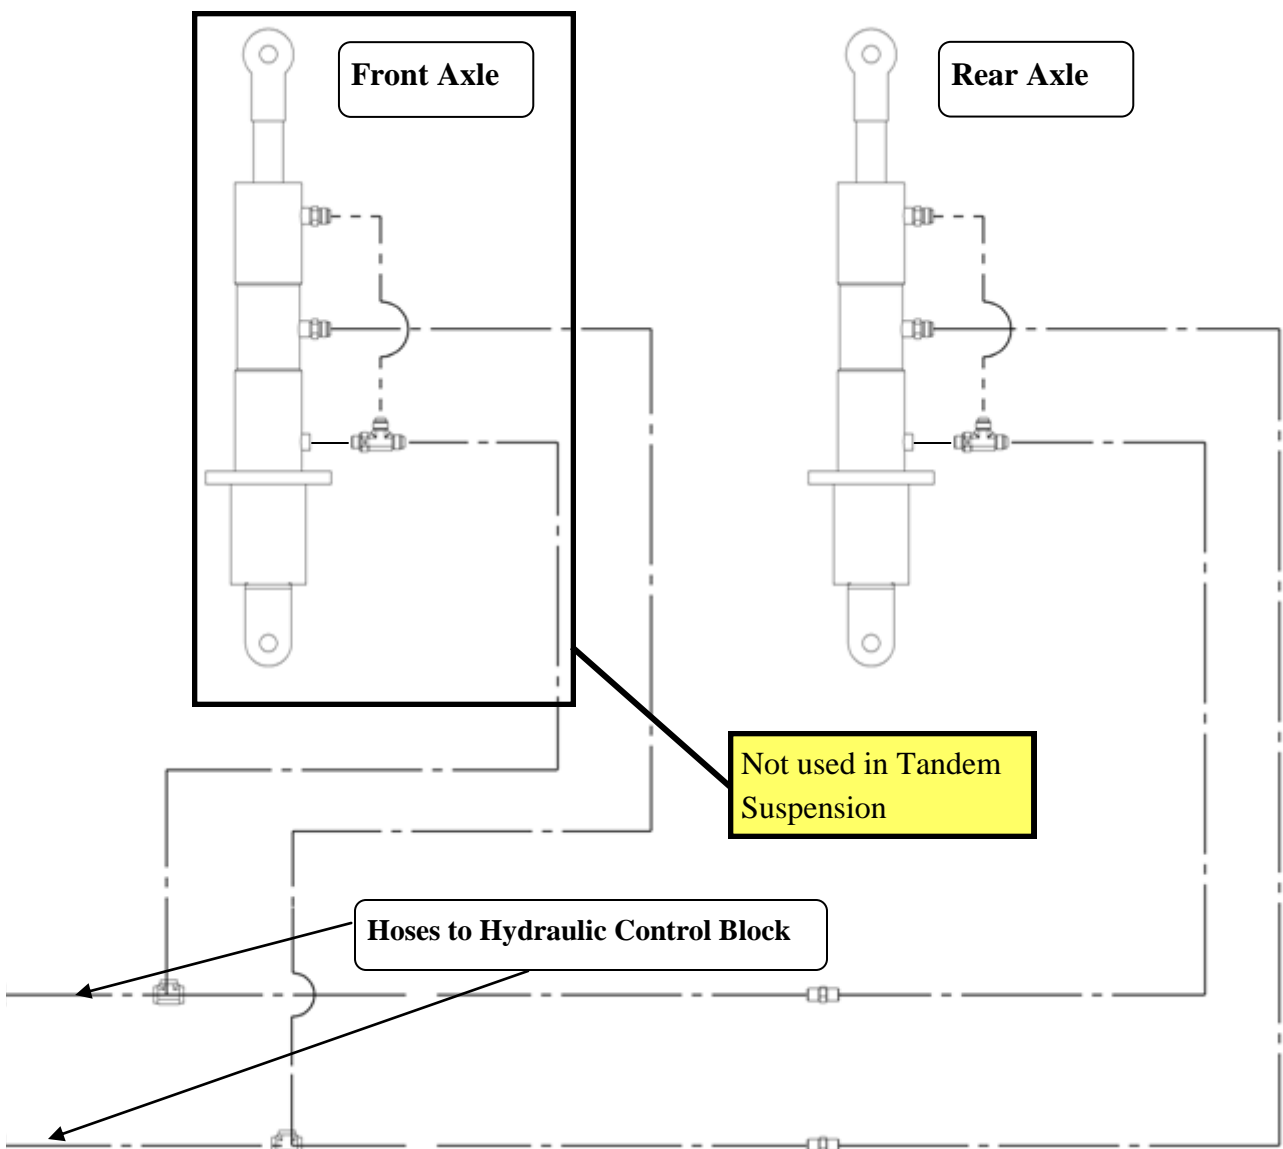 Front Axle
Rear Axle
Not used in Tandem
Suspension
Hoses to Hydraulic Control Block